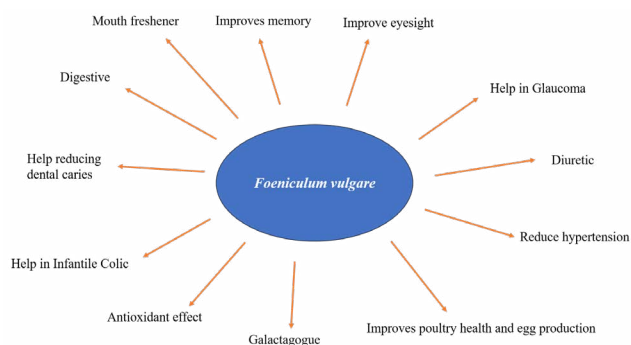 Mouth freshener
Improves memory
Improve eyesight
Digestive
Help in Glaucoma
Help reducing
dental caries
Diuretic
Foeniculum vulgare
Reduce hypertension
Help in Infantile Colic
Antioxidant effect
Galactagogue
Improves poultry health and egg production